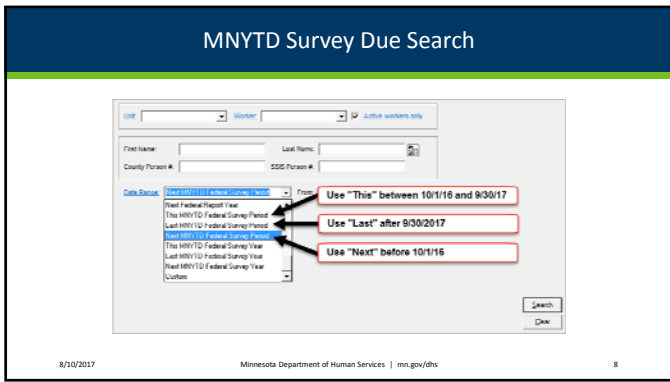 MNYTD Survey Due Search
Unit: Worker: Active workers only
First Name: Last Name:
County Person #: SSIS Person #:
Date Range: Next MNYTD Federal Survey Period From:
Next Federal Report Year
This MNYTD Federal Survey Period
Last MNYTD Federal Survey Period
Next MNYTD Federal Survey Period
This MNYTD Federal Survey Year
Last MNYTD Federal Survey Year
Next MNYTD Federal Survey Year
Custom
Use "This" between 10/1/16 and 9/30/17
Use "Last" after 9/30/2017
Use "Next" before 10/1/16
Search
Clear
8/10/2017 Minnesota Department of Human Services | mn.gov/dhs 8